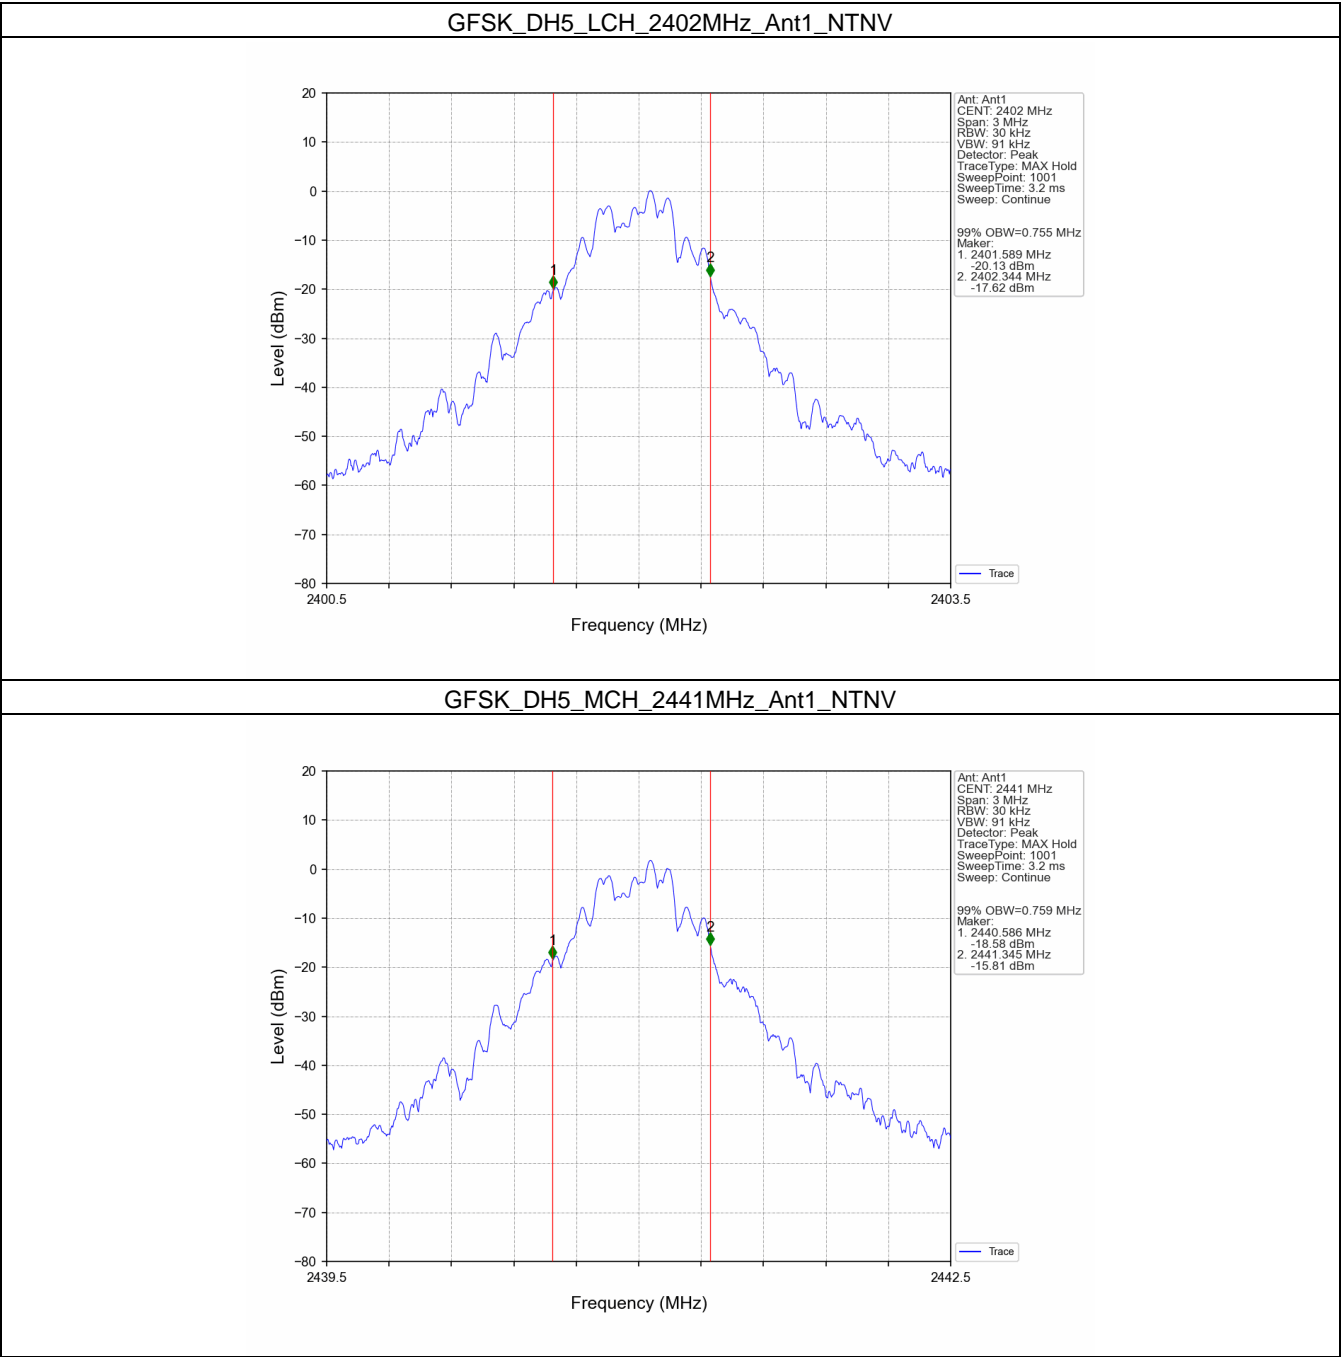 GFSK_DH5_LCH_2402MHz_Ant1_NTNV
20
10
0
−10
−20
−30
−40
−50
−60
−70
−80
Level (dBm)
1
2
2400.5
2403.5
Frequency (MHz)
Ant: Ant1
CENT: 2402 MHz
Span: 3 MHz
RBW: 30 kHz
VBW: 91 kHz
Detector: Peak
TraceType: MAX Hold
SweepPoint: 1001
SweepTime: 3.2 ms
Sweep: Continue
99% OBW=0.755 MHz
Maker:
1. 2401.589 MHz
-20.13 dBm
2. 2402.344 MHz
-17.62 dBm
Trace
GFSK_DH5_MCH_2441MHz_Ant1_NTNV
20
10
0
−10
−20
−30
−40
−50
−60
−70
−80
Level (dBm)
1
2
2439.5
2442.5
Frequency (MHz)
Ant: Ant1
CENT: 2441 MHz
Span: 3 MHz
RBW: 30 kHz
VBW: 91 kHz
Detector: Peak
TraceType: MAX Hold
SweepPoint: 1001
SweepTime: 3.2 ms
Sweep: Continue
99% OBW=0.759 MHz
Maker:
1. 2440.586 MHz
-18.58 dBm
2. 2441.345 MHz
-15.81 dBm
Trace